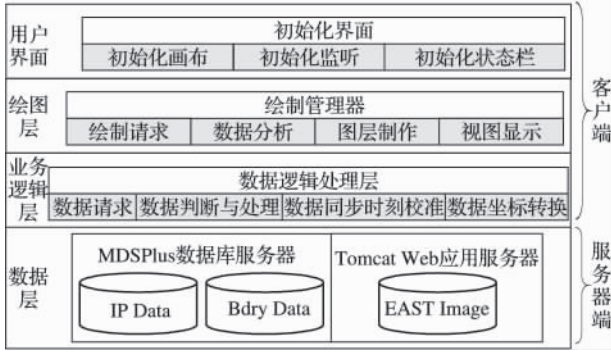 用户界面
初始化界面
初始化画布 初始化监听 初始化状态栏
绘图层
绘制管理器
绘制请求 数据分析 图层制作 视图显示
业务逻辑层
数据逻辑处理层
数据请求 数据判断与处理 数据同步时刻校准 数据坐标转换
客户端
数据层
MDSPlus数据库服务器 Tomcat Web应用服务器
IP Data Bdry Data EAST Image
服务器端